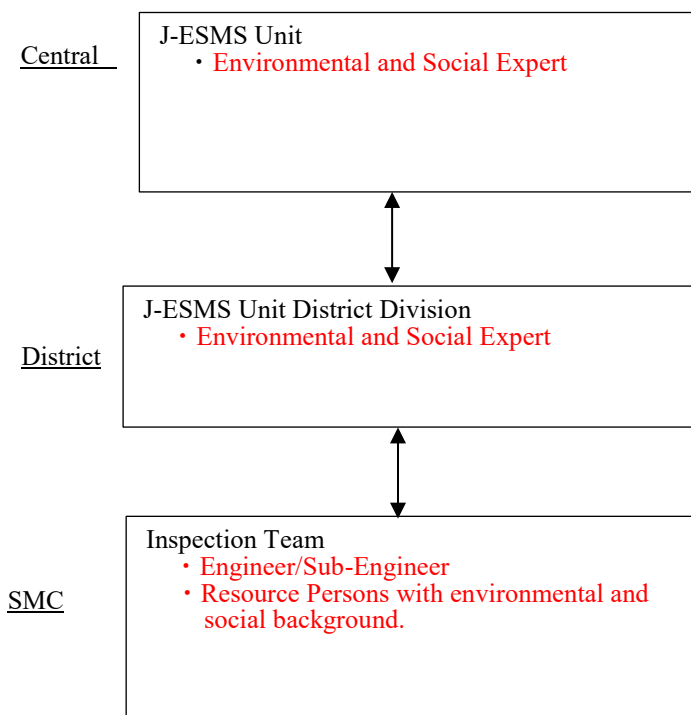 J-ESMS Unit
Central
・Environmental and Social Expert
J-ESMS Unit District Division
・Environmental and Social Expert
District
Inspection Team
・Engineer/Sub-Engineer
・Resource Persons with environmental and
social background.
SMC